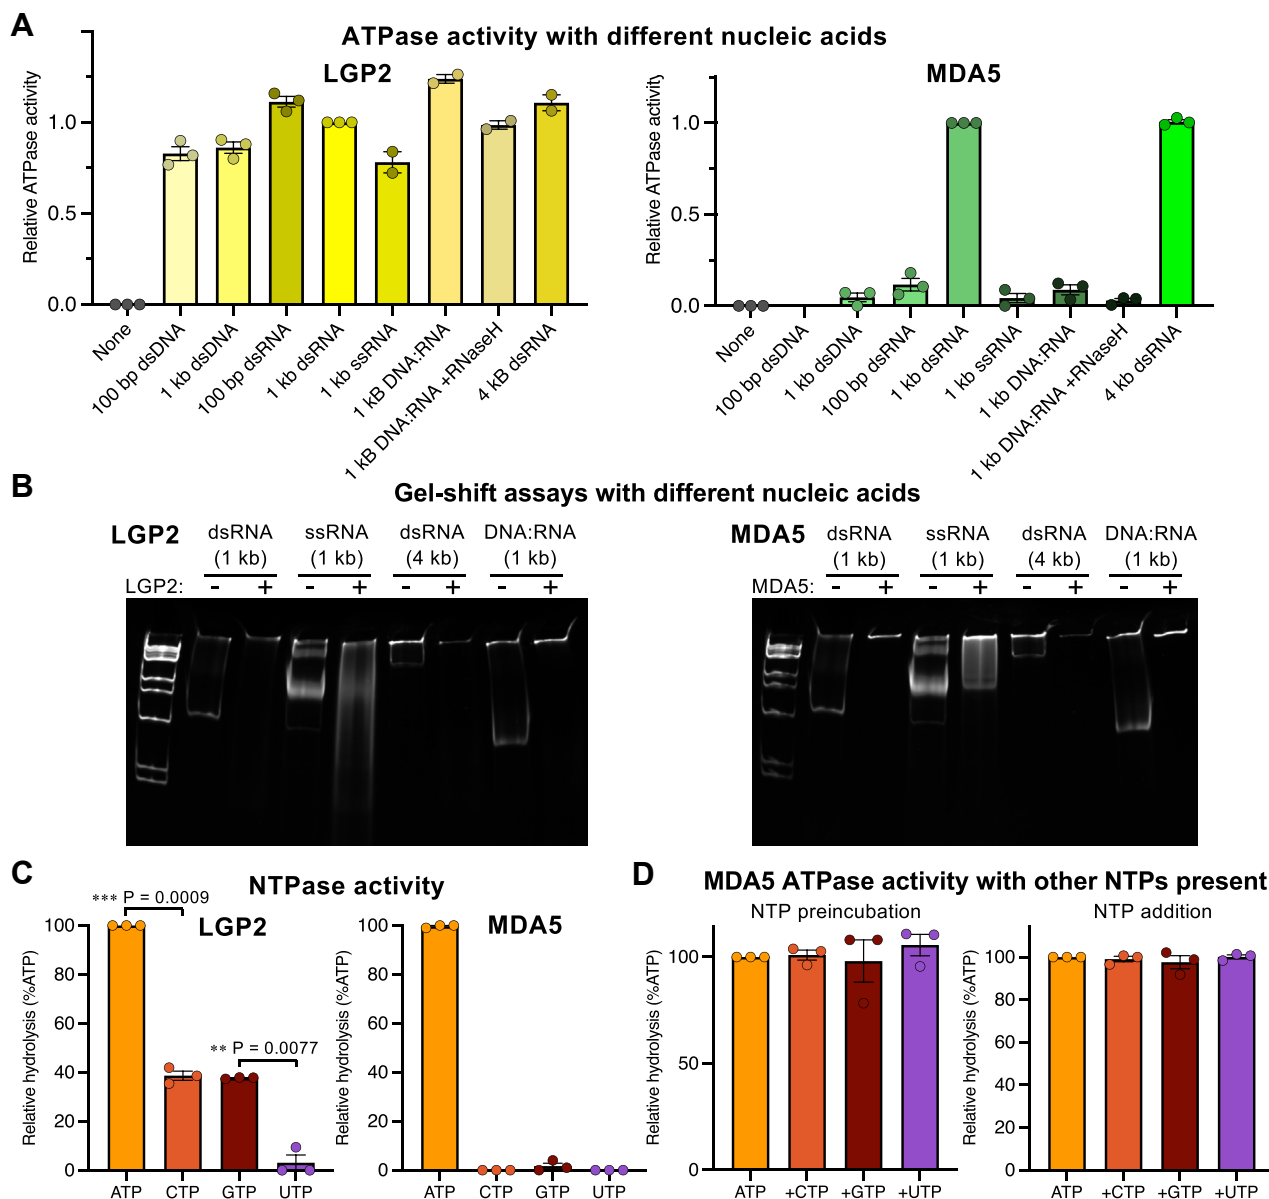 A
ATPase activity with different nucleic acids
LGP2
MDA5
Relative ATPase activity
1.0
0.5
0.0
None
100 bp dsDNA
1 kb dsDNA
100 bp dsRNA
1 kb dsRNA
1 kb ssRNA
1 kB DNA:RNA
1 kB DNA:RNA +RNaseH
4 kB dsRNA
Relative ATPase activity
1.0
0.5
0.0
None
100 bp dsDNA
1 kb dsDNA
100 bp dsRNA
1 kb dsRNA
1 kb ssRNA
1 kb DNA:RNA
1 kb DNA:RNA +RNaseH
4 kb dsRNA
B
Gel-shift assays with different nucleic acids
LGP2
dsRNA ssRNA dsRNA DNA:RNA
(1 kb) (1 kb) (4 kb) (1 kb)
LGP2: - + - + - + - +
MDA5
dsRNA ssRNA dsRNA DNA:RNA
(1 kb) (1 kb) (4 kb) (1 kb)
MDA5: - + - + - + - +
C
NTPase activity
*** P = 0.0009
LGP2
** P = 0.0077
Relative hydrolysis (%ATP)
100
80
60
40
20
0
ATP CTP GTP UTP
MDA5
Relative hydrolysis (%ATP)
100
80
60
40
20
0
ATP CTP GTP UTP
D
MDA5 ATPase activity with other NTPs present
NTP preincubation
Relative hydrolysis (%ATP)
100
50
0
ATP +CTP +GTP +UTP
NTP addition
Relative hydrolysis (%ATP)
100
80
60
40
20
0
ATP +CTP +GTP +UTP